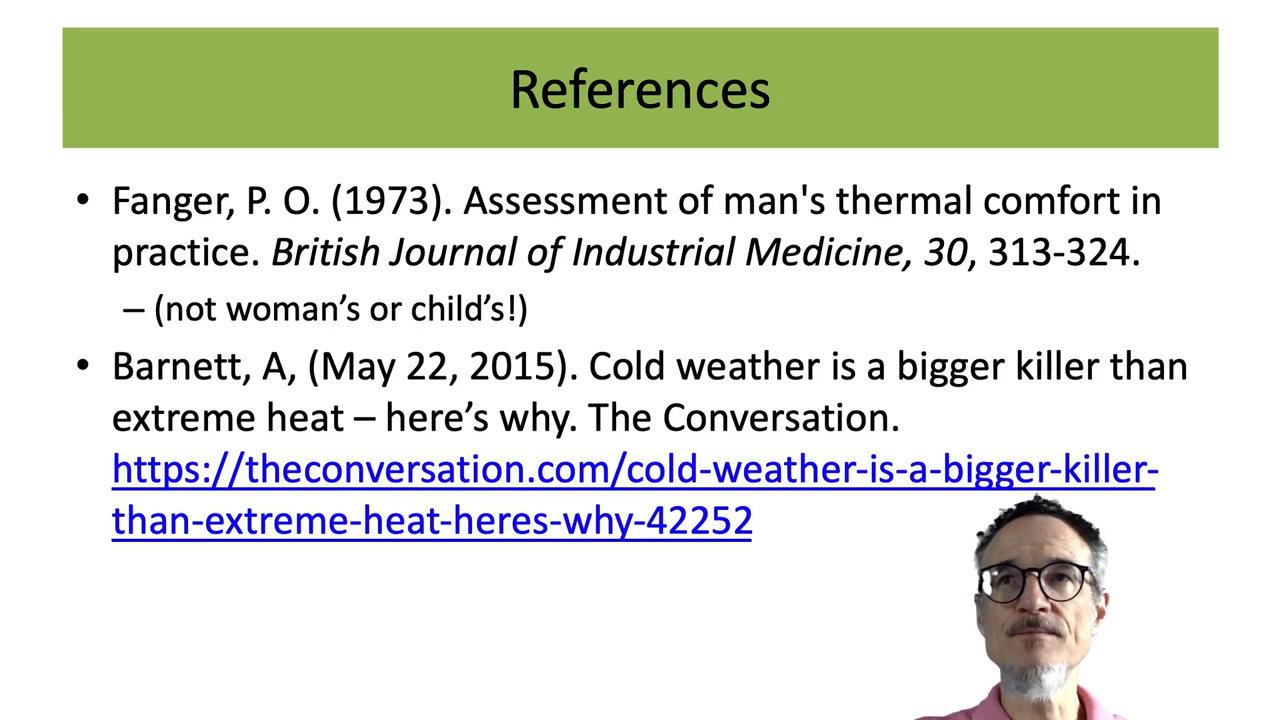 References
• Fanger, P. O. (1973). Assessment of man's thermal comfort in
practice. British Journal of Industrial Medicine, 30, 313-324.
– (not woman’s or child’s!)
• Barnett, A, (May 22, 2015). Cold weather is a bigger killer than
extreme heat – here’s why. The Conversation.
https://theconversation.com/cold-weather-is-a-bigger-killer-
than-extreme-heat-heres-why-42252